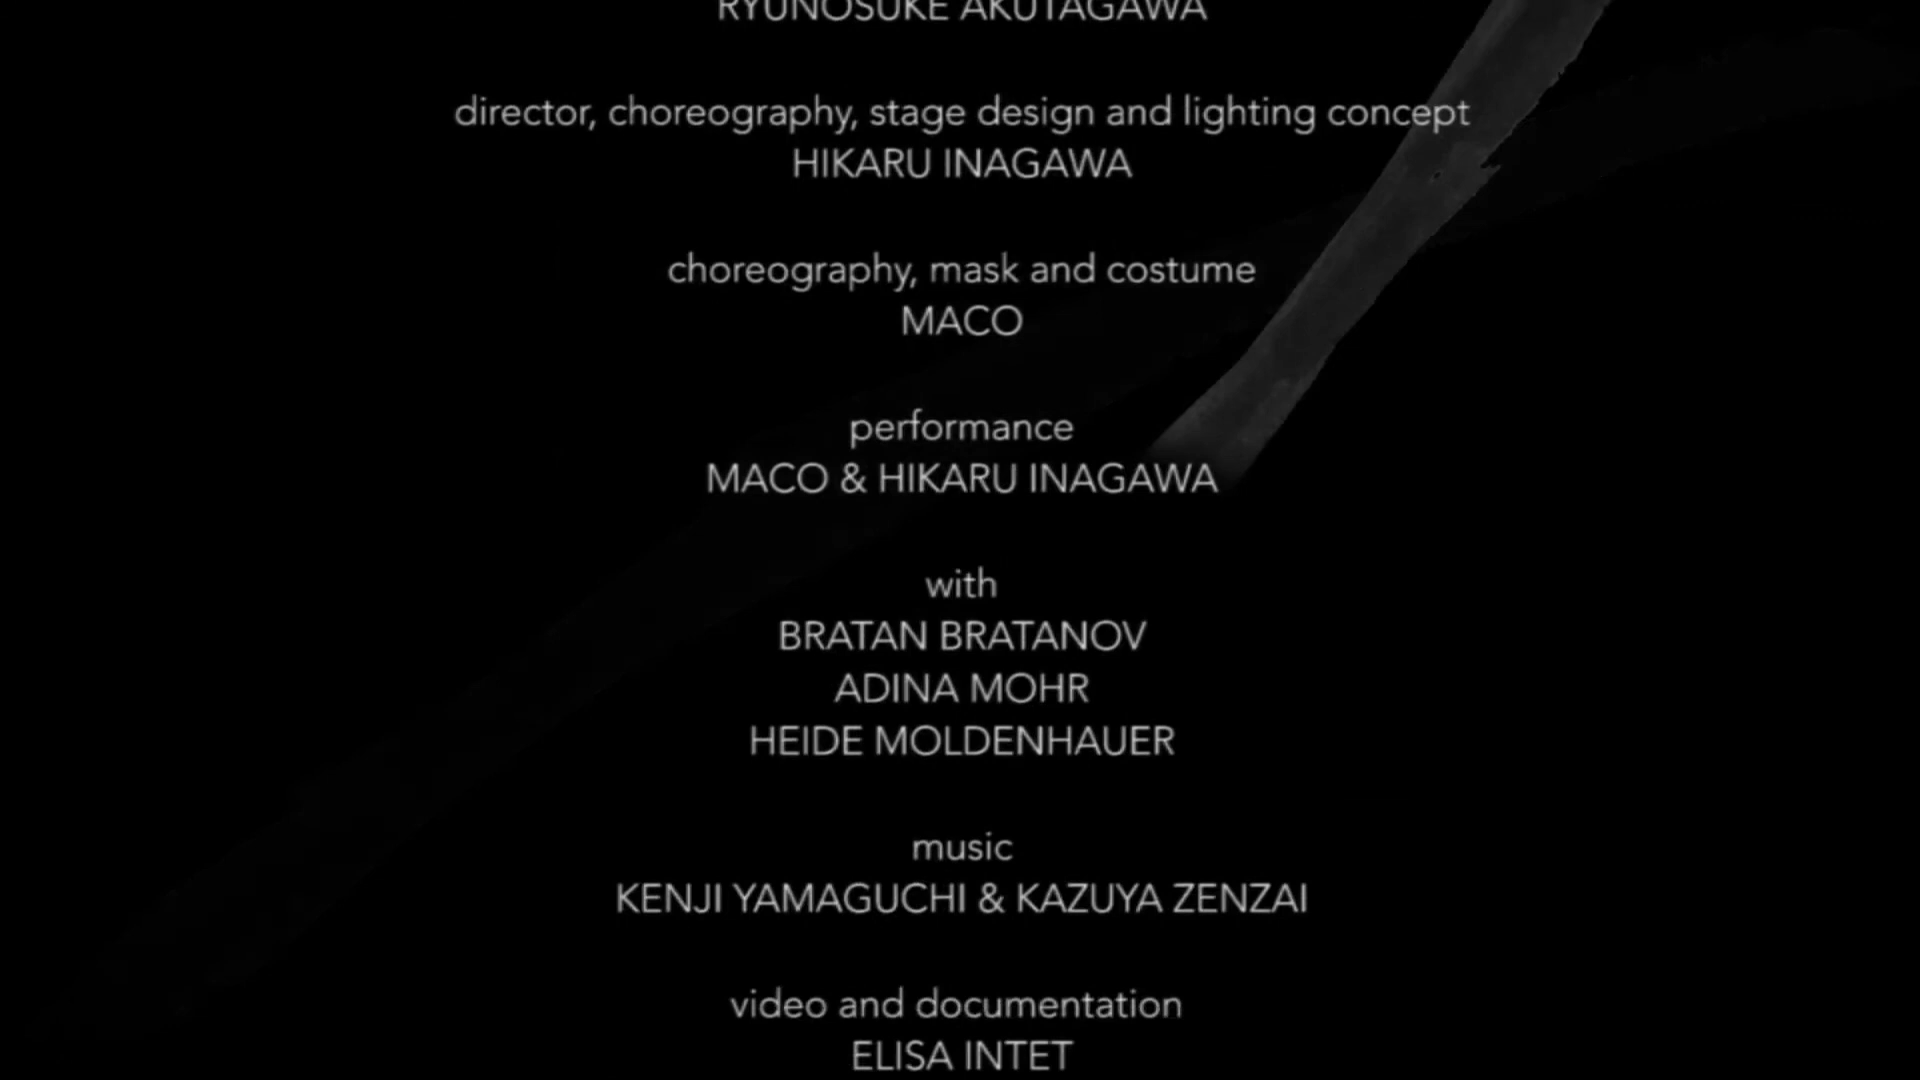 RYUNOSUKE AKUTAGAWA
director, choreography, stage design and lighting concept
HIKARU INAGAWA
choreography, mask and costume
MACO
performance
MACO & HIKARU INAGAWA
with
BRATAN BRATANOV
ADINA MOHR
HEIDE MOLDENHAUER
music
KENJI YAMAGUCHI & KAZUYA ZENZAI
video and documentation
ELISA INTET